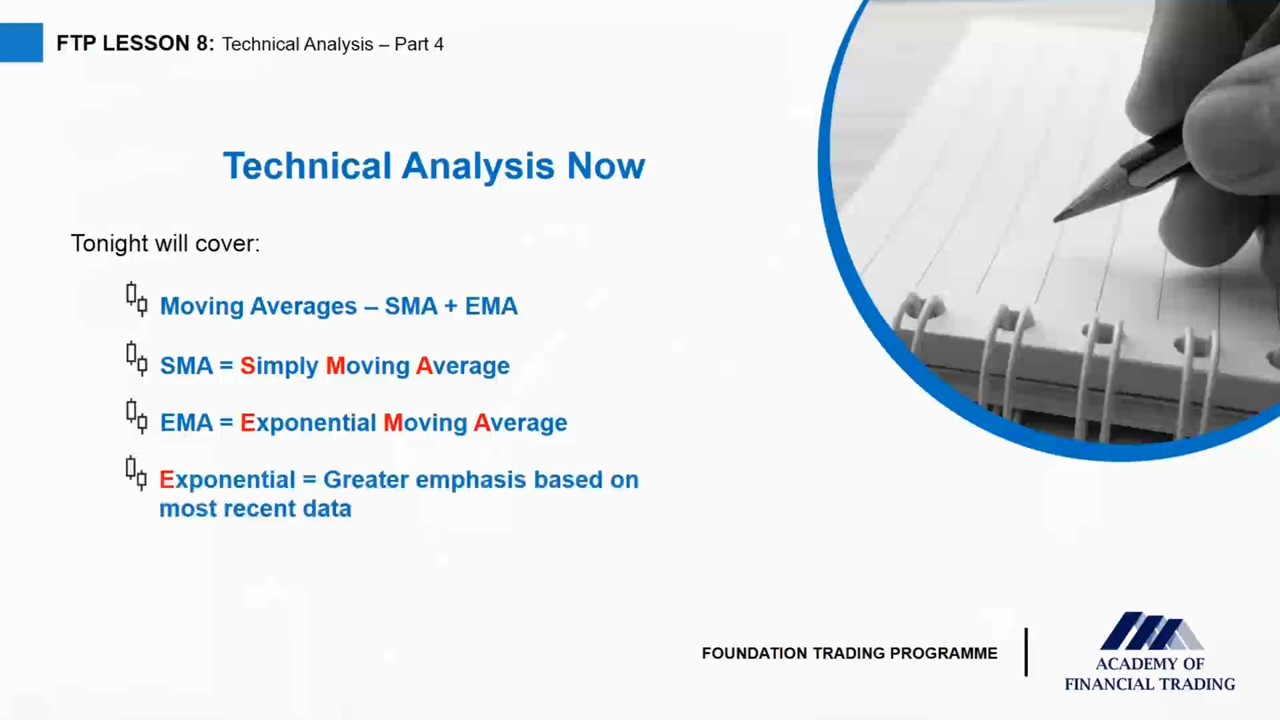 FTP LESSON 8: Technical Analysis – Part 4
Technical Analysis Now
Tonight will cover:
Moving Averages – SMA + EMA
SMA = Simply Moving Average
EMA = Exponential Moving Average
Exponential = Greater emphasis based on
most recent data
FOUNDATION TRADING PROGRAMME
ACADEMY OF
FINANCIAL TRADING